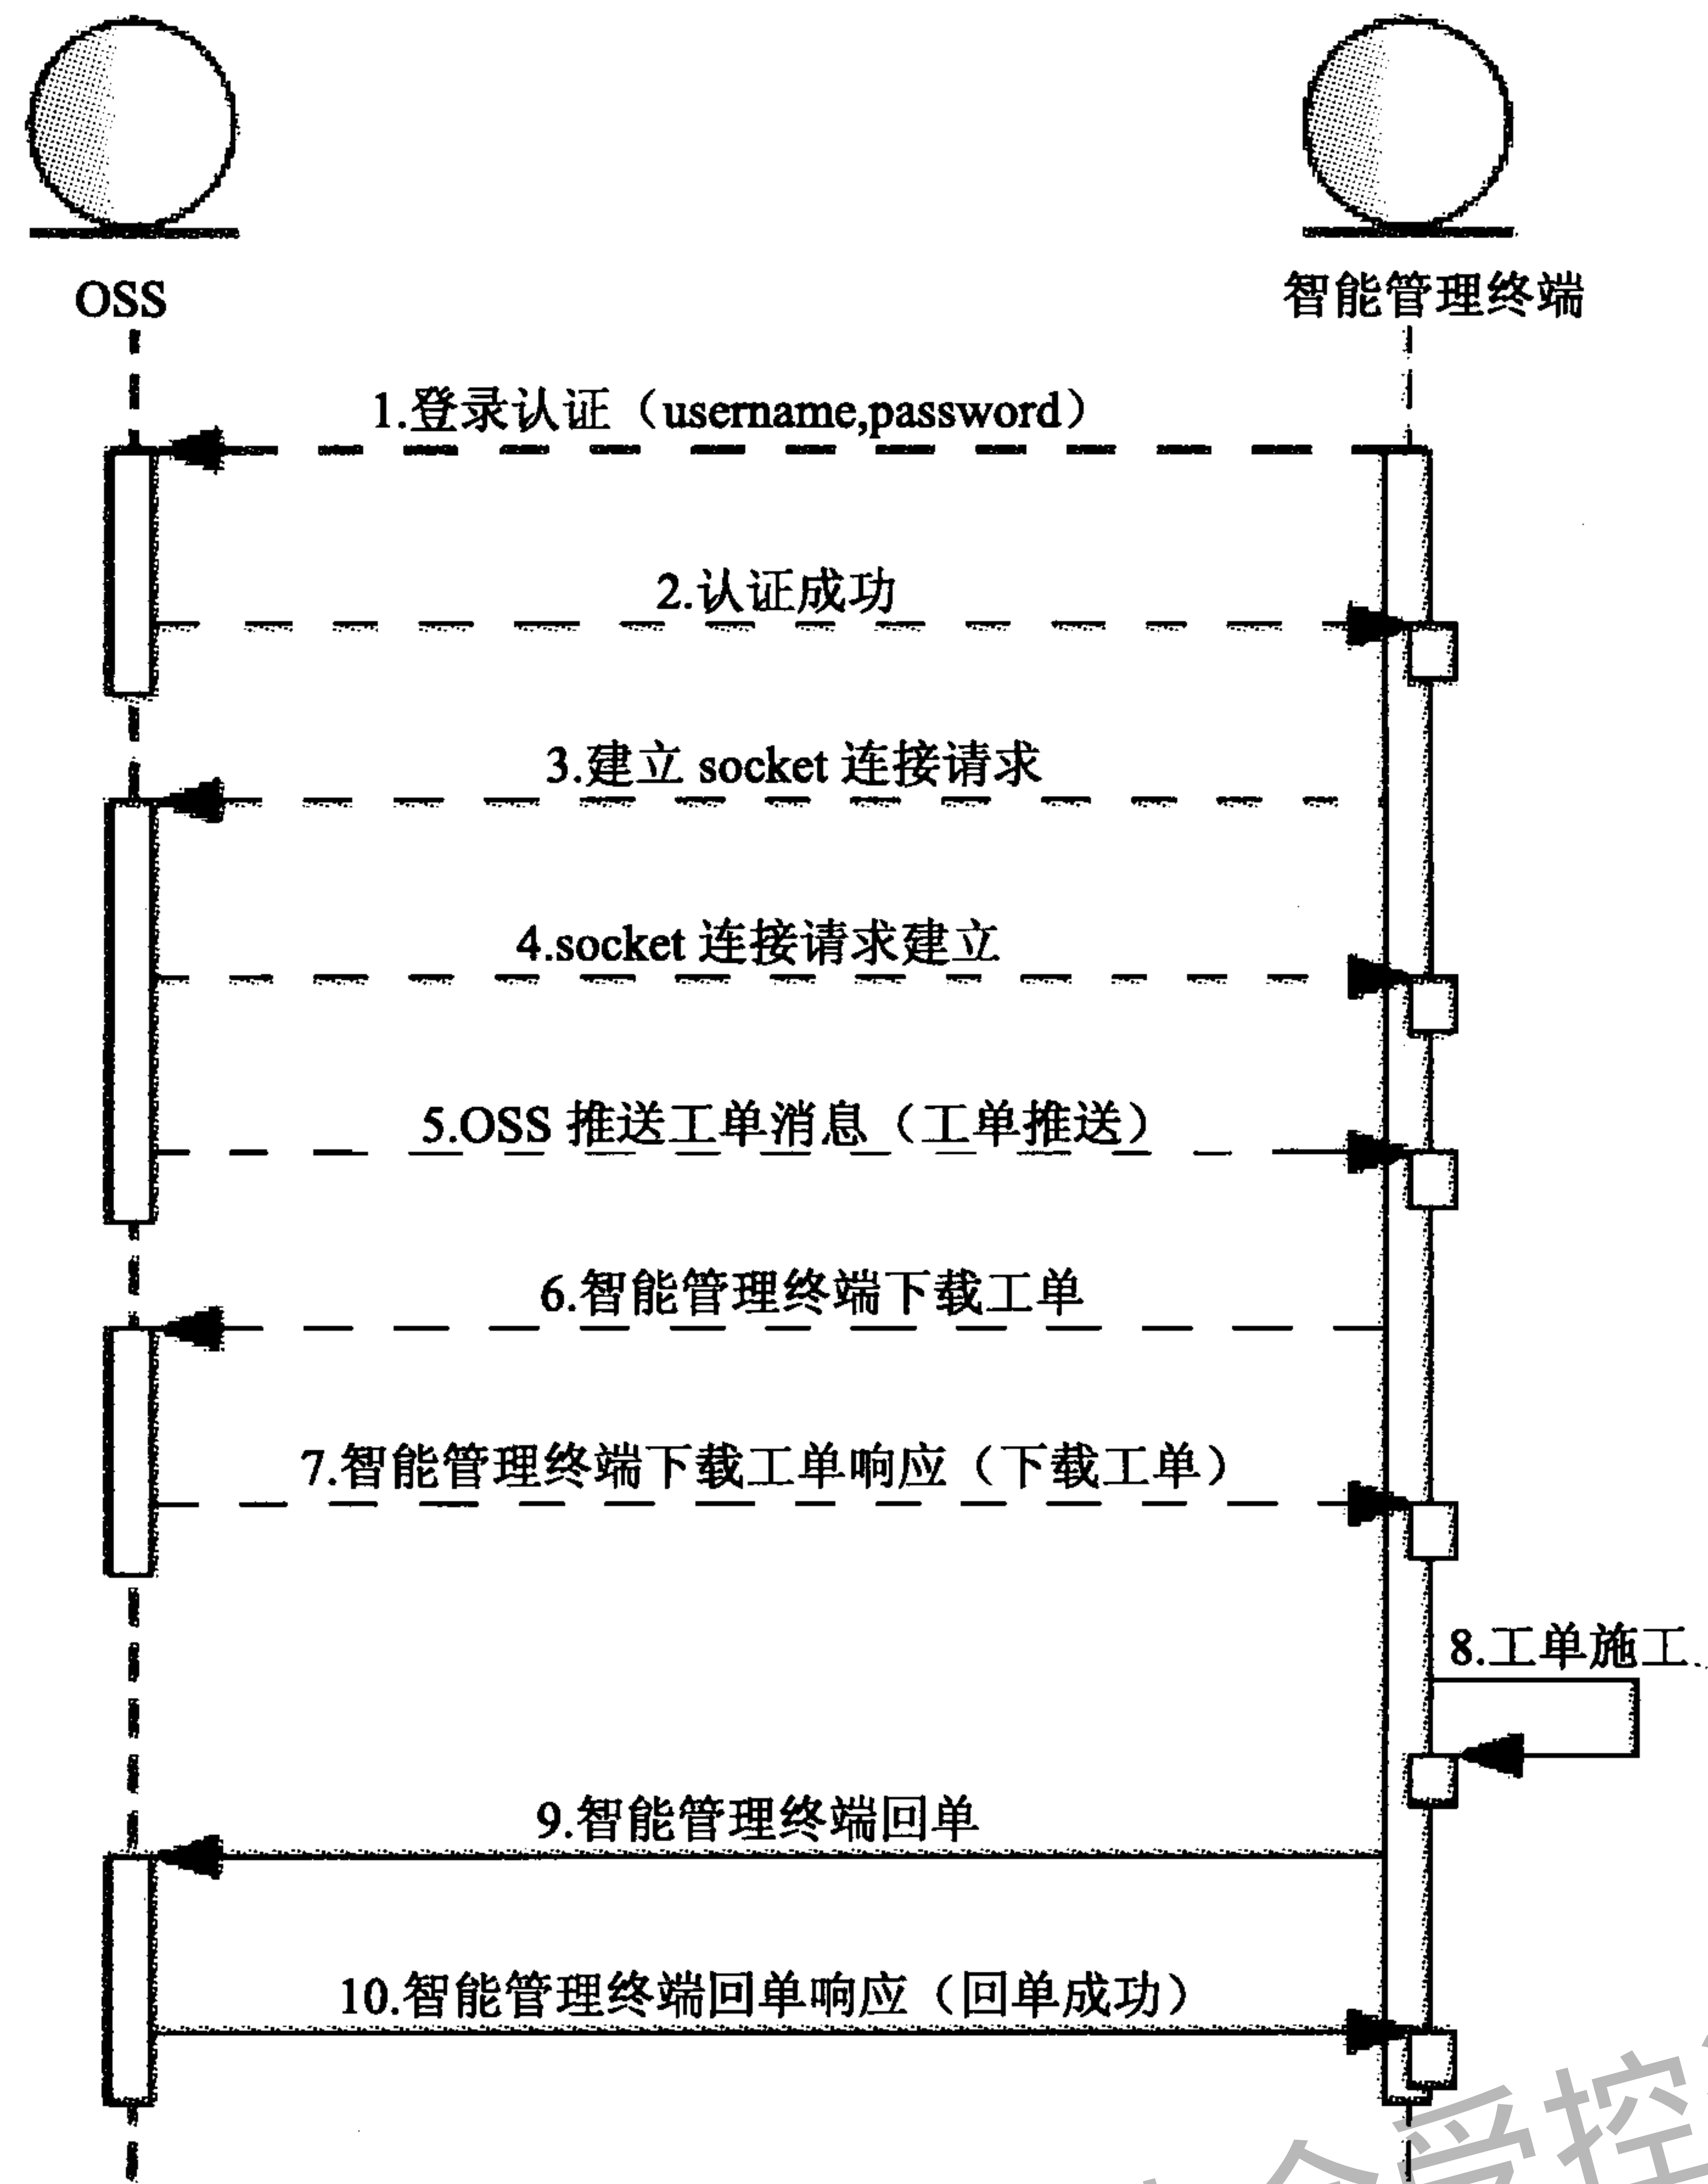 OSS
智能管理终端
1.登录认证（username,password）
2.认证成功
3.建立 socket 连接请求
4.socket 连接请求建立
5.OSS 推送工单消息（工单推送）
6.智能管理终端下载工单
7.智能管理终端下载工单响应（下载工单）
8.工单施工
9.智能管理终端回单
10.智能管理终端回单响应（回单成功）
受控